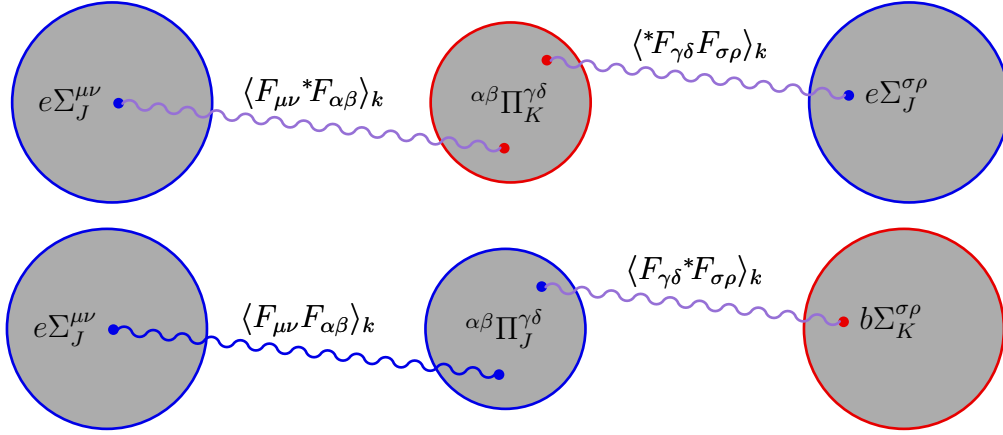 eΣ_J^{μν} ⟨F_{μν}{}^*F_{αβ}⟩_k ^{αβ}Π_K^{γδ} ⟨{}^*F_{γδ}F_{σρ}⟩_k eΣ_J^{σρ}
eΣ_J^{μν} ⟨F_{μν}F_{αβ}⟩_k ^{αβ}Π_J^{γδ} ⟨F_{γδ}{}^*F_{σρ}⟩_k bΣ_K^{σρ}